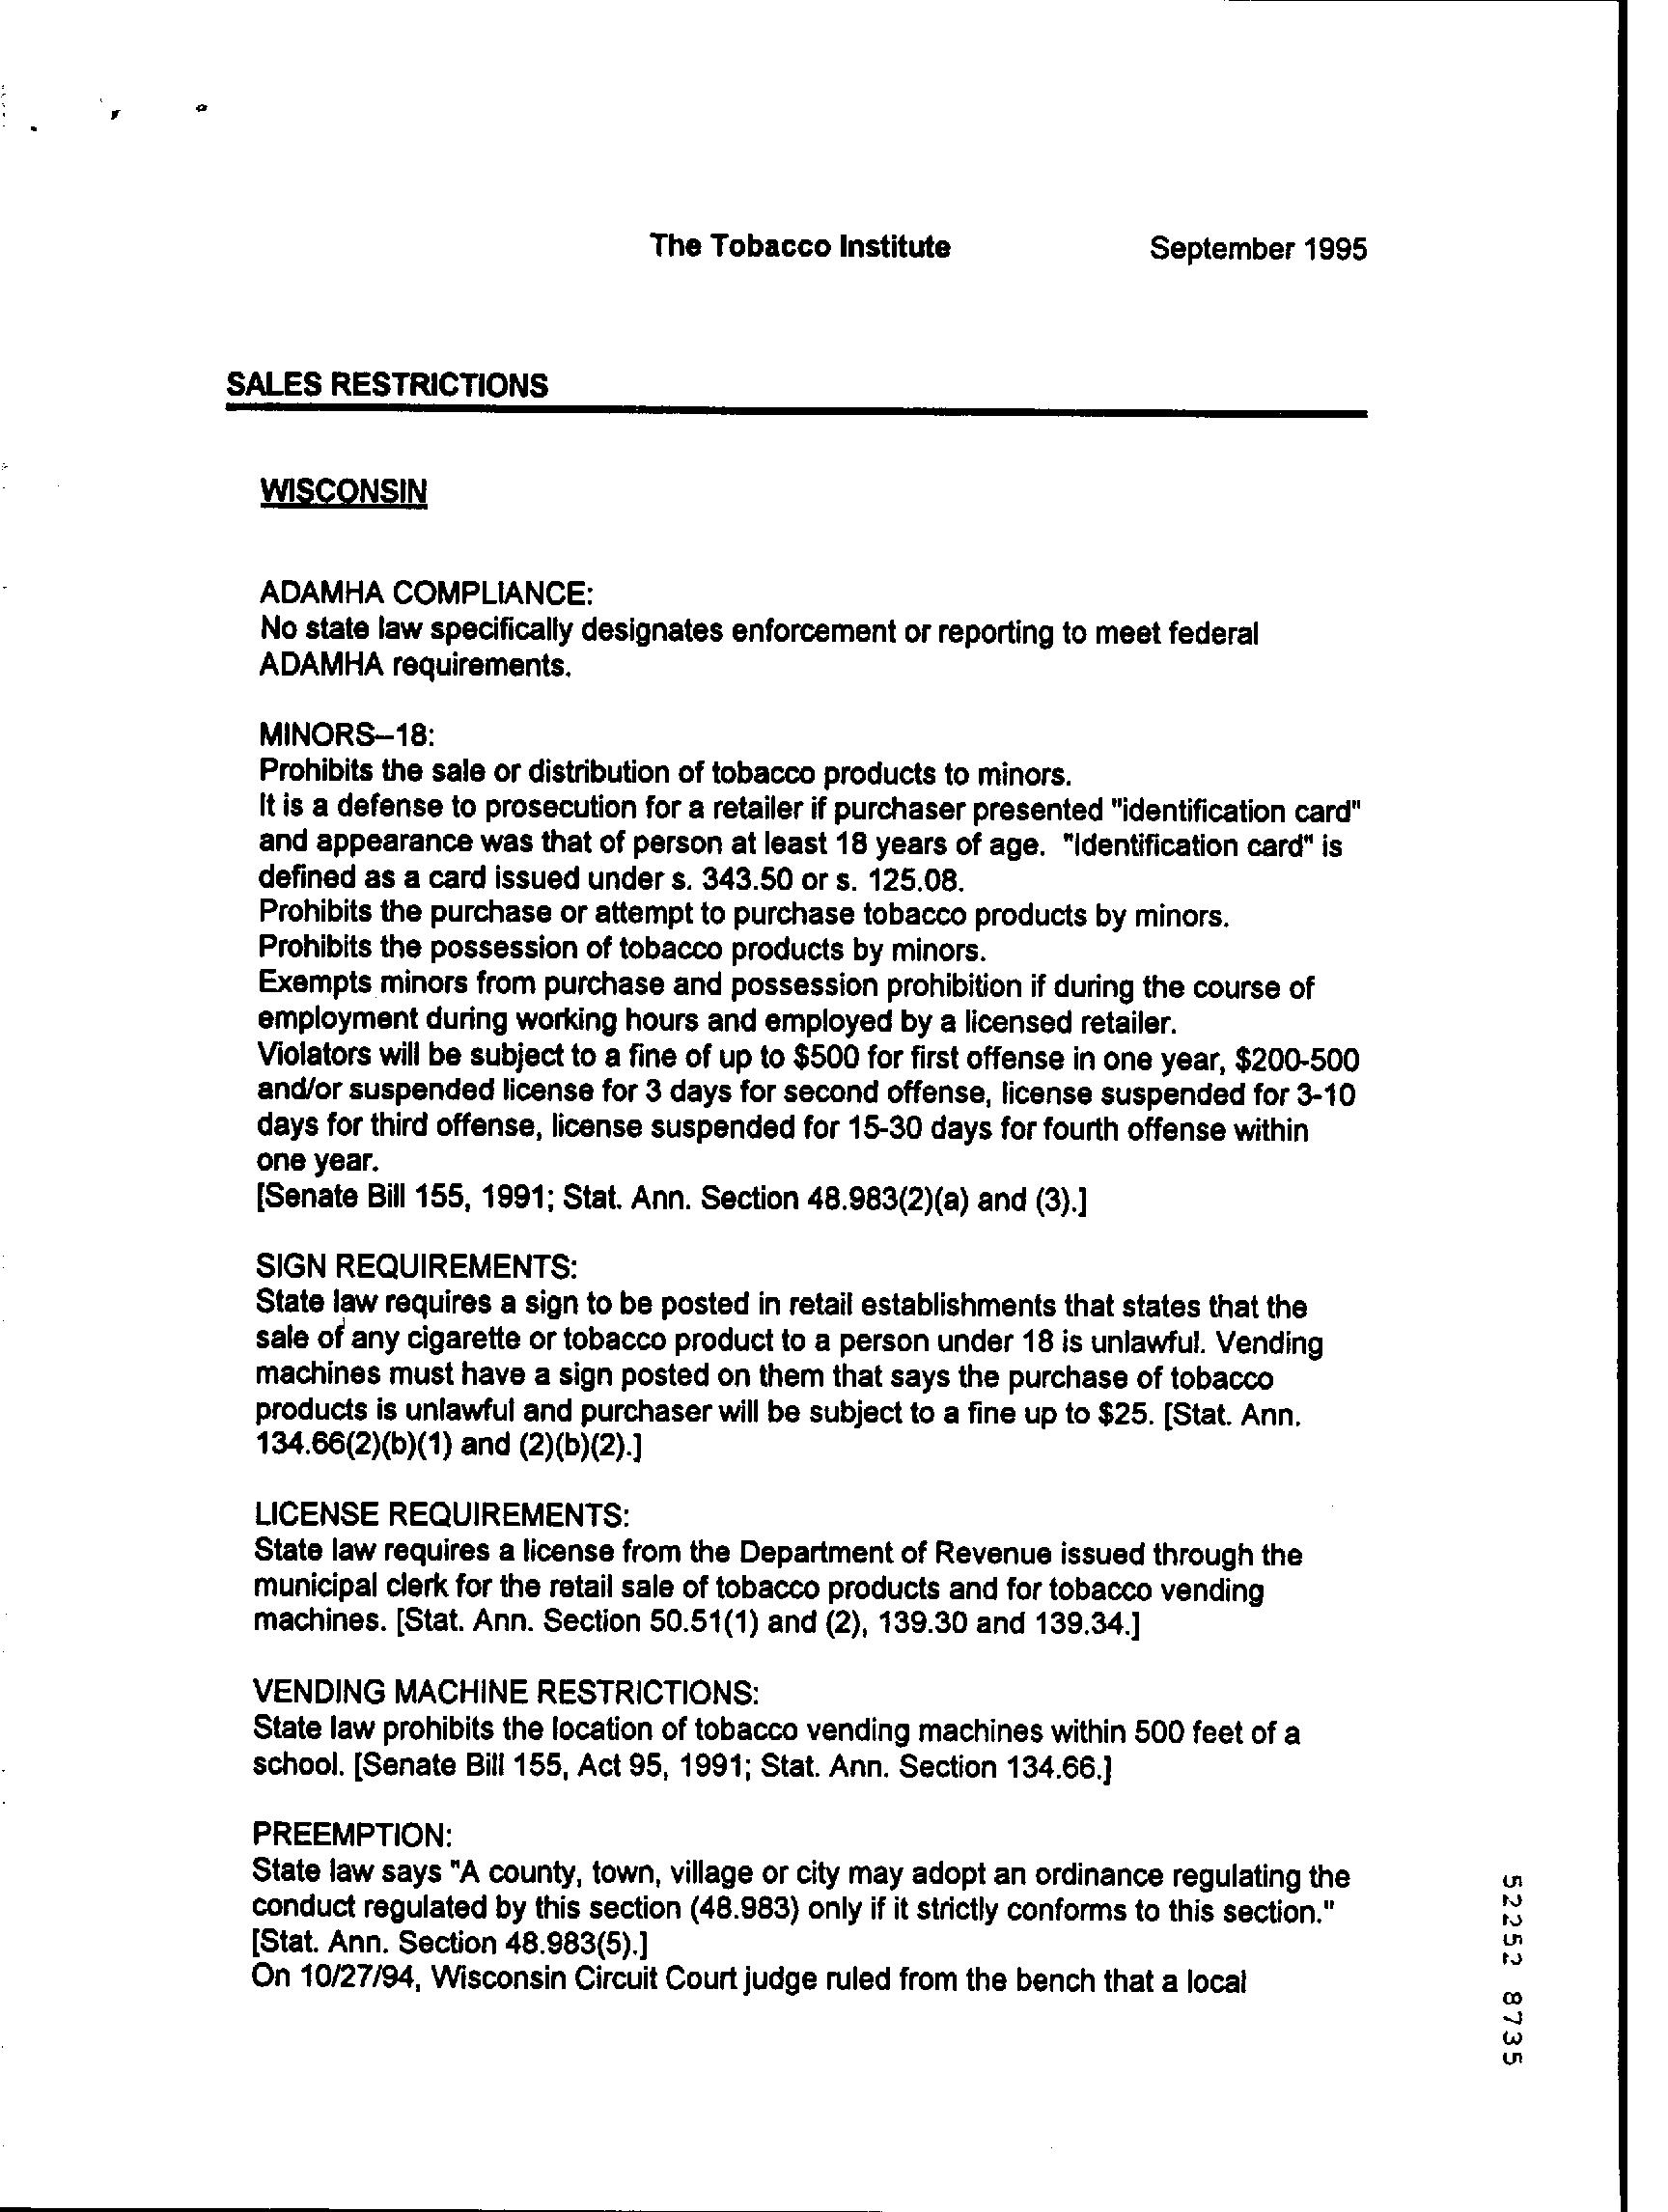 The Tobacco Institute September 1995
SALES RESTRICTIONS
WISCONSIN
ADAMHA COMPLIANCE:
No state law specifically designates enforcement or reporting to meet federal
ADAMHA requirements.
MINORS--18:
Prohibits the sale or distribution of tobacco products to minors.
It is a defense to prosecution for a retailer if purchaser presented "identification card"
and appearance was that of person at least 18 years of age. "Identification card" is
defined as a card issued under s. 343.50 or s. 125.08.
Prohibits the purchase or attempt to purchase tobacco products by minors.
Prohibits the possession of tobacco products by minors.
Exempts minors from purchase and possession prohibition if during the course of
employment during working hours and employed by a licensed retailer.
Violators will be subject to a fine of up to $500 for first offense in one year, $200-500
and/or suspended license for 3 days for second offense, license suspended for 3-10
days for third offense, license suspended for 15-30 days for fourth offense within
one year.
[Senate Bill 155, 1991; Stat. Ann. Section 48.983(2)(a) and (3).]
SIGN REQUIREMENTS:
State law requires a sign to be posted in retail establishments that states that the
sale of any cigarette or tobacco product to a person under 18 is unlawful. Vending
machines must have a sign posted on them that says the purchase of tobacco
products is unlawful and purchaser will be subject to a fine up to $25. [Stat. Ann.
134.66(2)(b)(1) and (2)(b)(2).]
LICENSE REQUIREMENTS:
State law requires a license from the Department of Revenue issued through the
municipal clerk for the retail sale of tobacco products and for tobacco vending
machines. [Stat. Ann. Section 50.51(1) and (2), 139.30 and 139.34.]
VENDING MACHINE RESTRICTIONS:
State law prohibits the location of tobacco vending machines within 500 feet of a
school. [Senate Bill 155, Act 95, 1991; Stat. Ann. Section 134.66.]
PREEMPTION:
State law says "A county, town, village or city may adopt an ordinance regulating the
conduct regulated by this section (48.983) only if it strictly conforms to this section."
[Stat. Ann. Section 48.983(5).]
On 10/27/94, Wisconsin Circuit Court judge ruled from the bench that a local
52252 8735